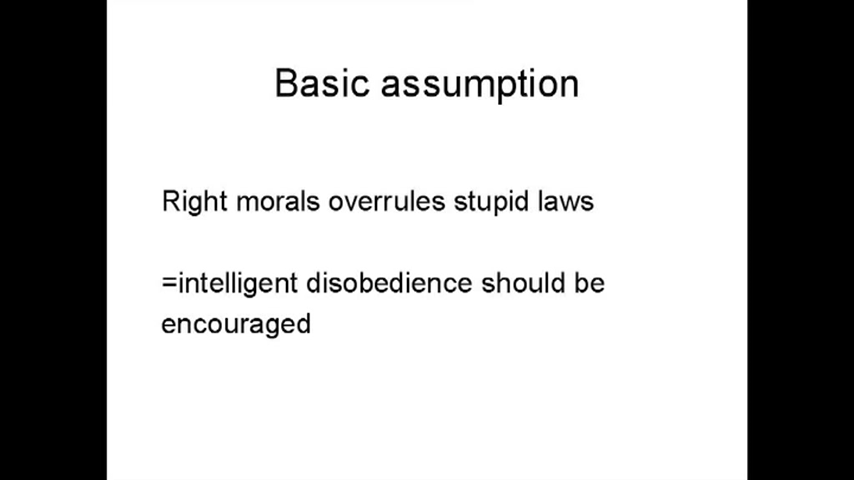 Basic assumption
Right morals overrules stupid laws
=intelligent disobedience should be
encouraged